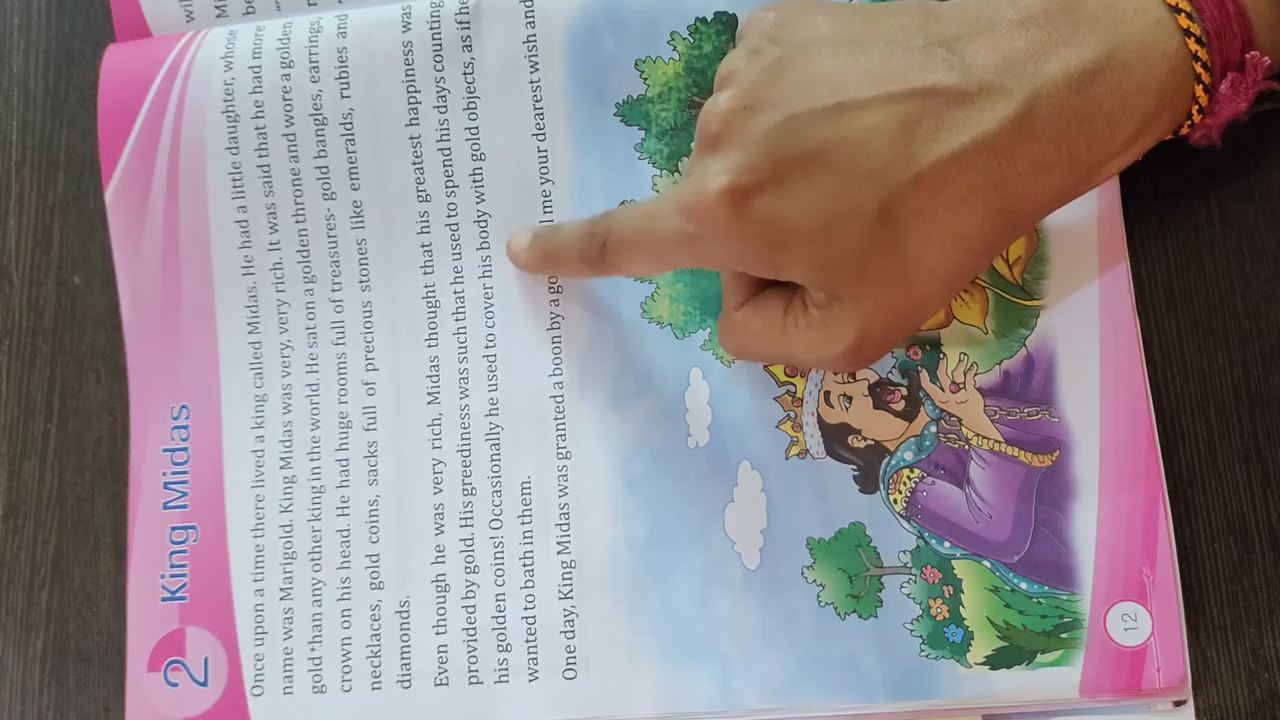 2 King Midas
Once upon a time there lived a king called Midas. He had a little daughter, whose
name was Marigold. King Midas was very, very rich. It was said that he had more
gold than any other king in the world. He sat on a golden throne and wore a golden
crown on his head. He had huge rooms full of treasures- gold bangles, earrings,
necklaces, gold coins, sacks full of precious stones like emeralds, rubies and
diamonds.
Even though he was very rich, Midas thought that his greatest happiness was
provided by gold. His greediness was such that he used to spend his days counting
his golden coins! Occasionally he used to cover his body with gold objects, as if he
wanted to bath in them.
One day, King Midas was granted a boon by a me your dearest wish and
12
wil
Mi
be